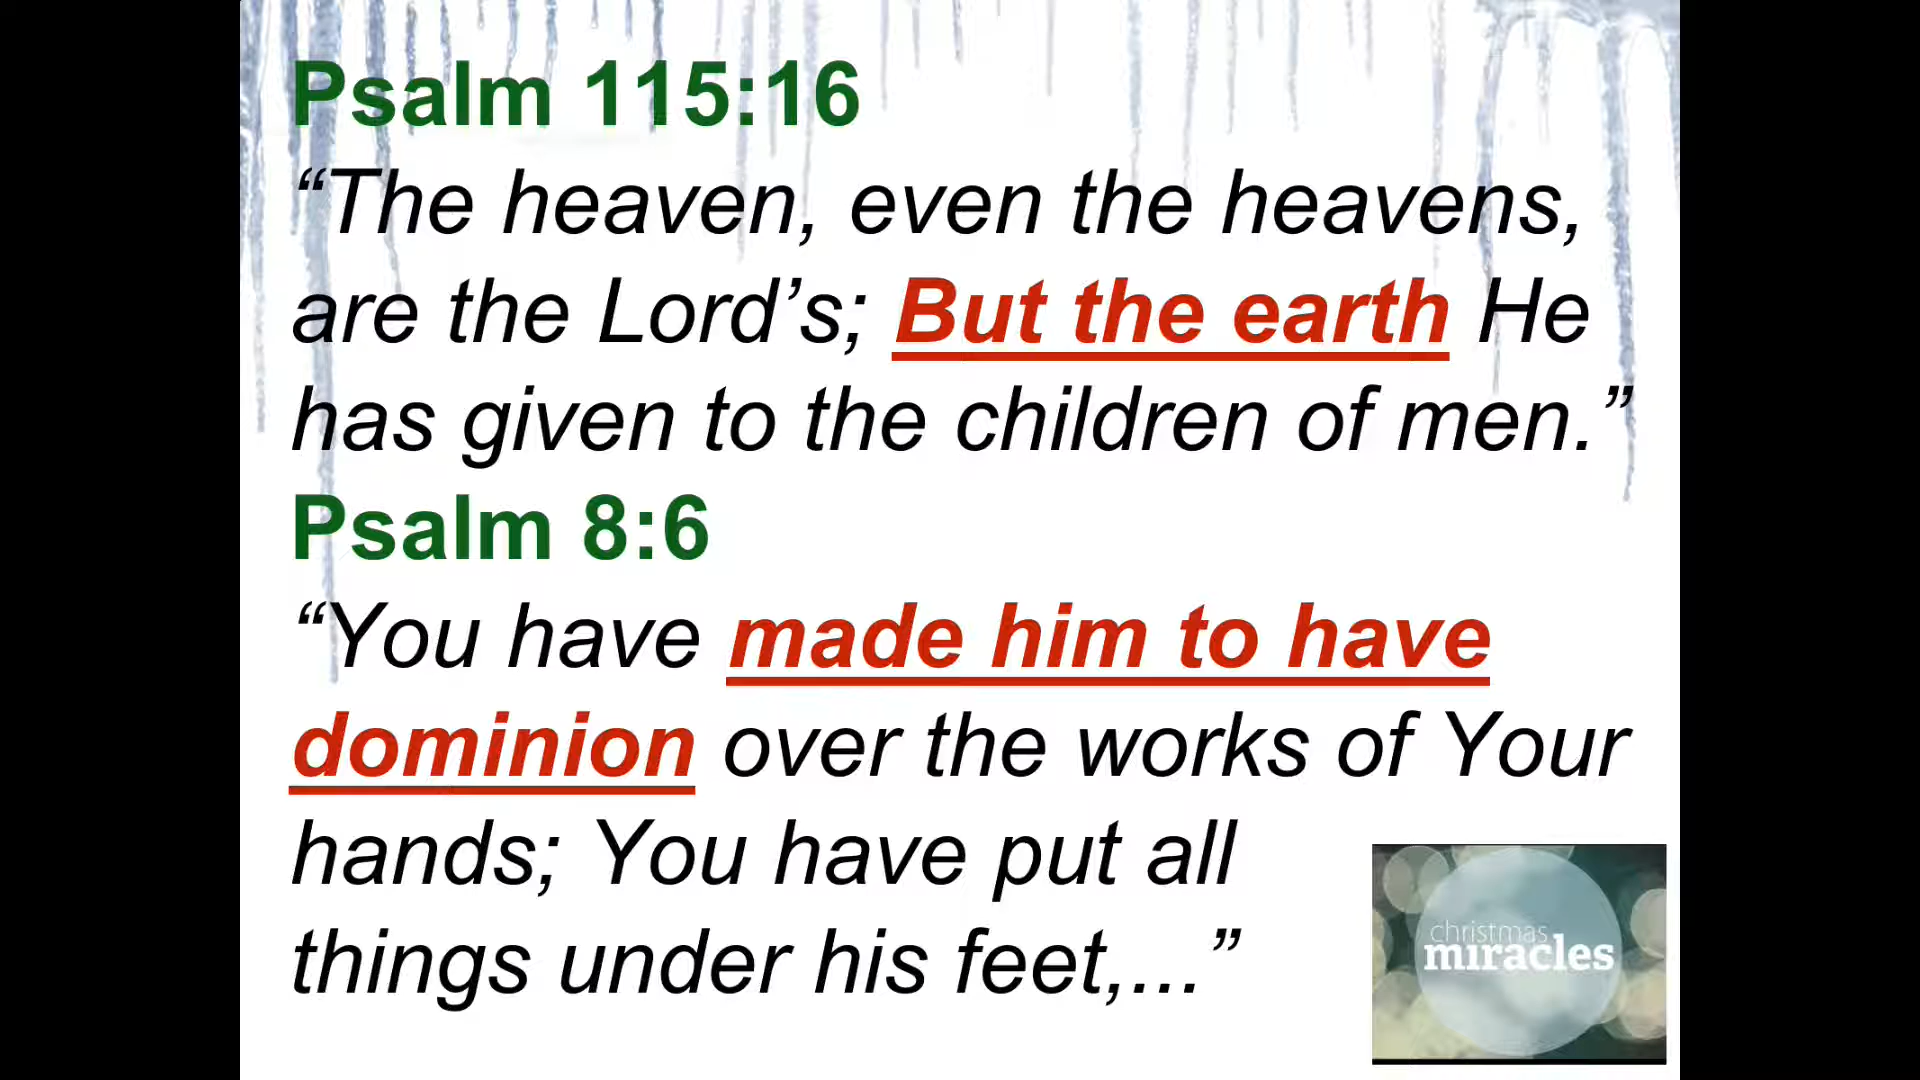 Psalm 115:16
“The heaven, even the heavens,
are the Lord’s; But the earth He
has given to the children of men.”
Psalm 8:6
“You have made him to have
dominion over the works of Your
hands; You have put all
things under his feet,...”
christmas
miracles